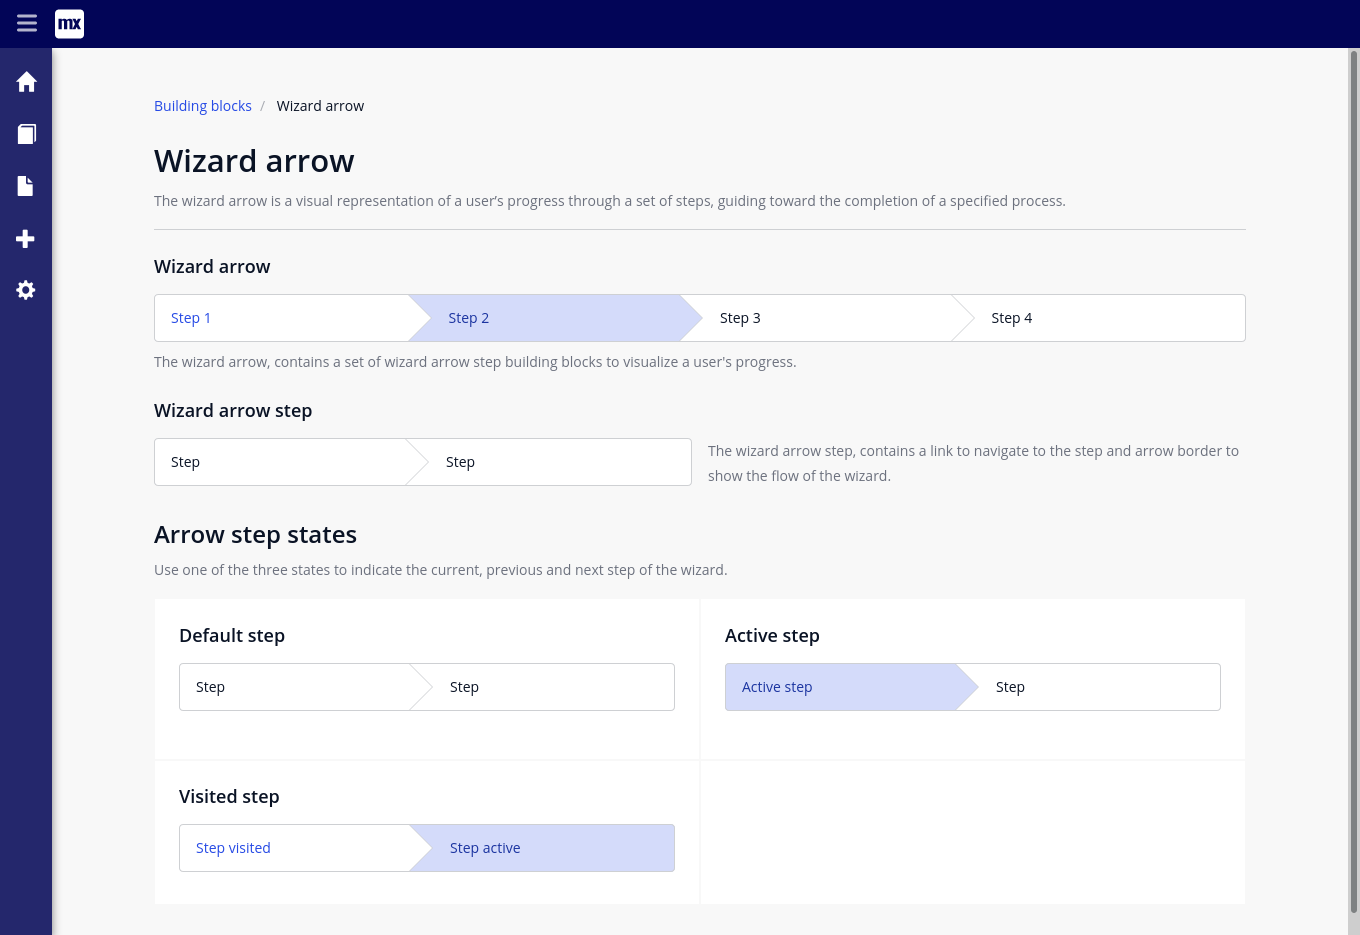 mx
Building blocks / Wizard arrow
Wizard arrow
The wizard arrow is a visual representation of a user’s progress through a set of steps, guiding toward the completion of a specified process.
Wizard arrow
Step 1 Step 2 Step 3 Step 4
The wizard arrow, contains a set of wizard arrow step building blocks to visualize a user's progress.
Wizard arrow step
Step Step
The wizard arrow step, contains a link to navigate to the step and arrow border to
show the flow of the wizard.
Arrow step states
Use one of the three states to indicate the current, previous and next step of the wizard.
Default step
Step Step
Active step
Active step Step
Visited step
Step visited Step active